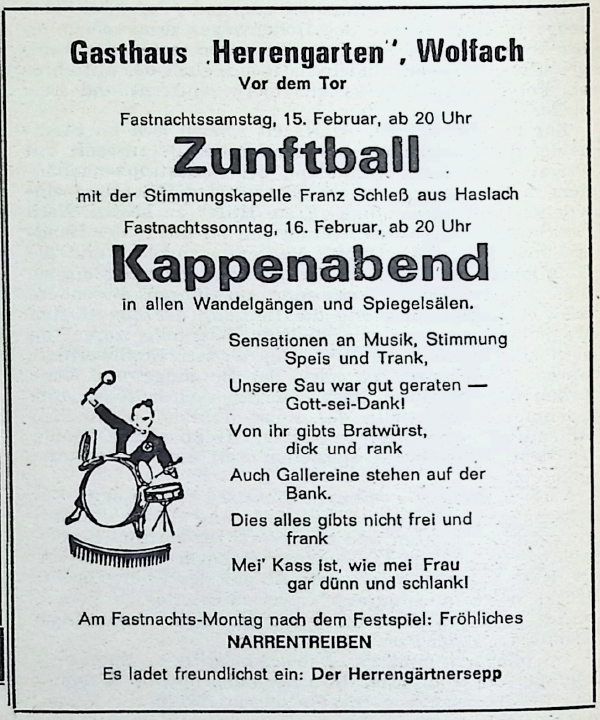 Gasthaus „Herrengarten“, Wolfach
Vor dem Tor
Fastnachtssamstag, 15. Februar, ab 20 Uhr
Zunftball
mit der Stimmungskapelle Franz Schleß aus Haslach
Fastnachtssonntag, 16. Februar, ab 20 Uhr
Kappenabend
in allen Wandelgängen und Spiegelsälen.
Sensationen an Musik, Stimmung
Speis und Trank,
Unsere Sau war gut geraten —
Gott-sei-Dank!
Von ihr gibts Bratwürst,
dick und rank
Auch Gallereine stehen auf der
Bank.
Dies alles gibts nicht frei und
frank
Mei' Kass ist, wie mei Frau
gar dünn und schlank!
Am Fastnachts-Montag nach dem Festspiel: Fröhliches
NARRENTREIBEN
Es ladet freundlichst ein: Der Herrengärtnersepp